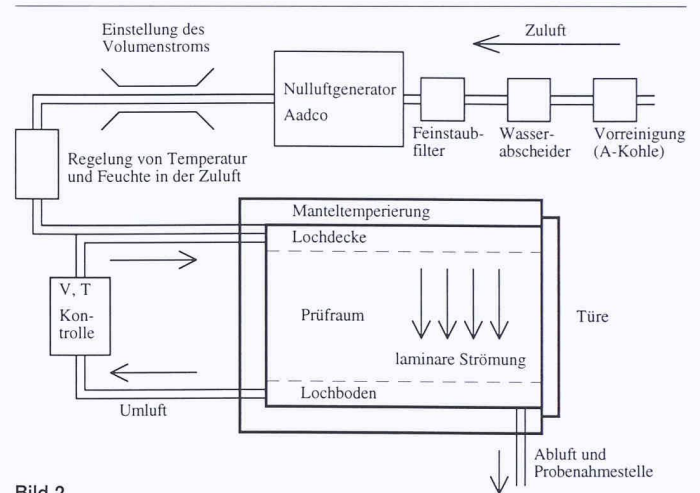 Einstellung des
Volumenstroms
Zuluft
Nulluftgenerator
Aadco
Feinstaub-
filter
Wasser-
abscheider
Vorreinigung
(A-Kohle)
Regelung von Temperatur
und Feuchte in der Zuluft
Manteltemperierung
Lochdecke
V, T
Kon-
trolle
Prüfraum
Türe
laminare Strömung
Lochboden
Umluft
Abluft und
Probenahmestelle
Bild 2